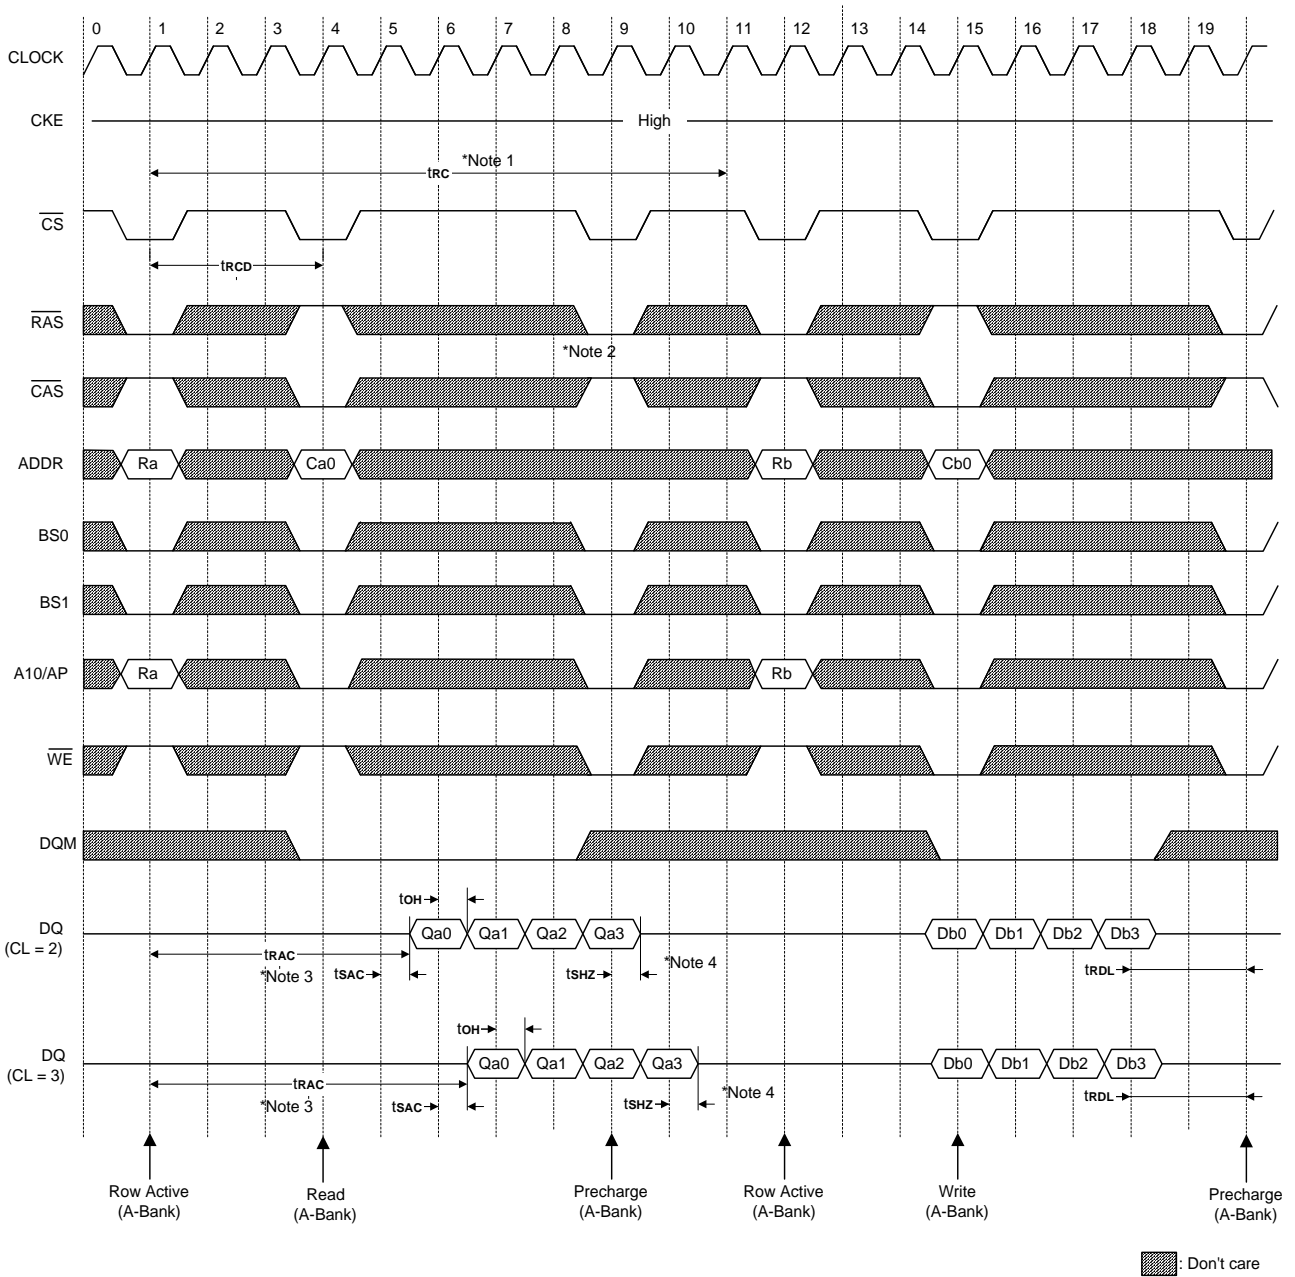 0 1 2 3 4 5 6 7 8 9 10 11 12 13 14 15 16 17 18 19
CLOCK
CKE
High
*Note 1
tRC
CS
tRCD
RAS
*Note 2
CAS
ADDR Ra Ca0 Rb Cb0
BS0
BS1
A10/AP Ra Rb
WE
DQM
tOH
DQ
(CL = 2)
Qa0 Qa1 Qa2 Qa3 Db0 Db1 Db2 Db3
tRAC
*Note 3
tSAC
tSHZ
*Note 4
tRDL
tOH
DQ
(CL = 3)
Qa0 Qa1 Qa2 Qa3 Db0 Db1 Db2 Db3
tRAC
*Note 3
tSAC
tSHZ
*Note 4
tRDL
Row Active
(A-Bank)
Read
(A-Bank)
Precharge
(A-Bank)
Row Active
(A-Bank)
Write
(A-Bank)
Precharge
(A-Bank)
: Don't care